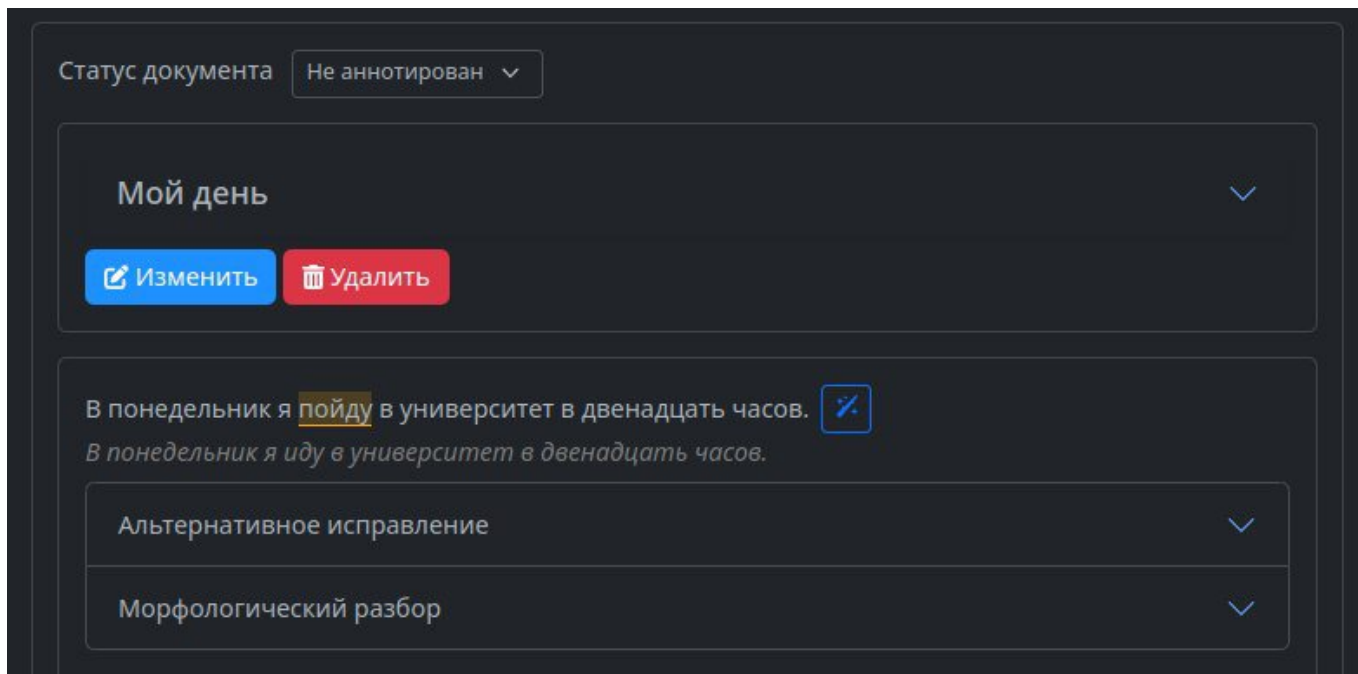 Статус документа Не аннотирован
Мой день
Изменить Удалить
В понедельник я пойду в университет в двенадцать часов.
В понедельник я иду в университет в двенадцать часов.
Альтернативное исправление
Морфологический разбор